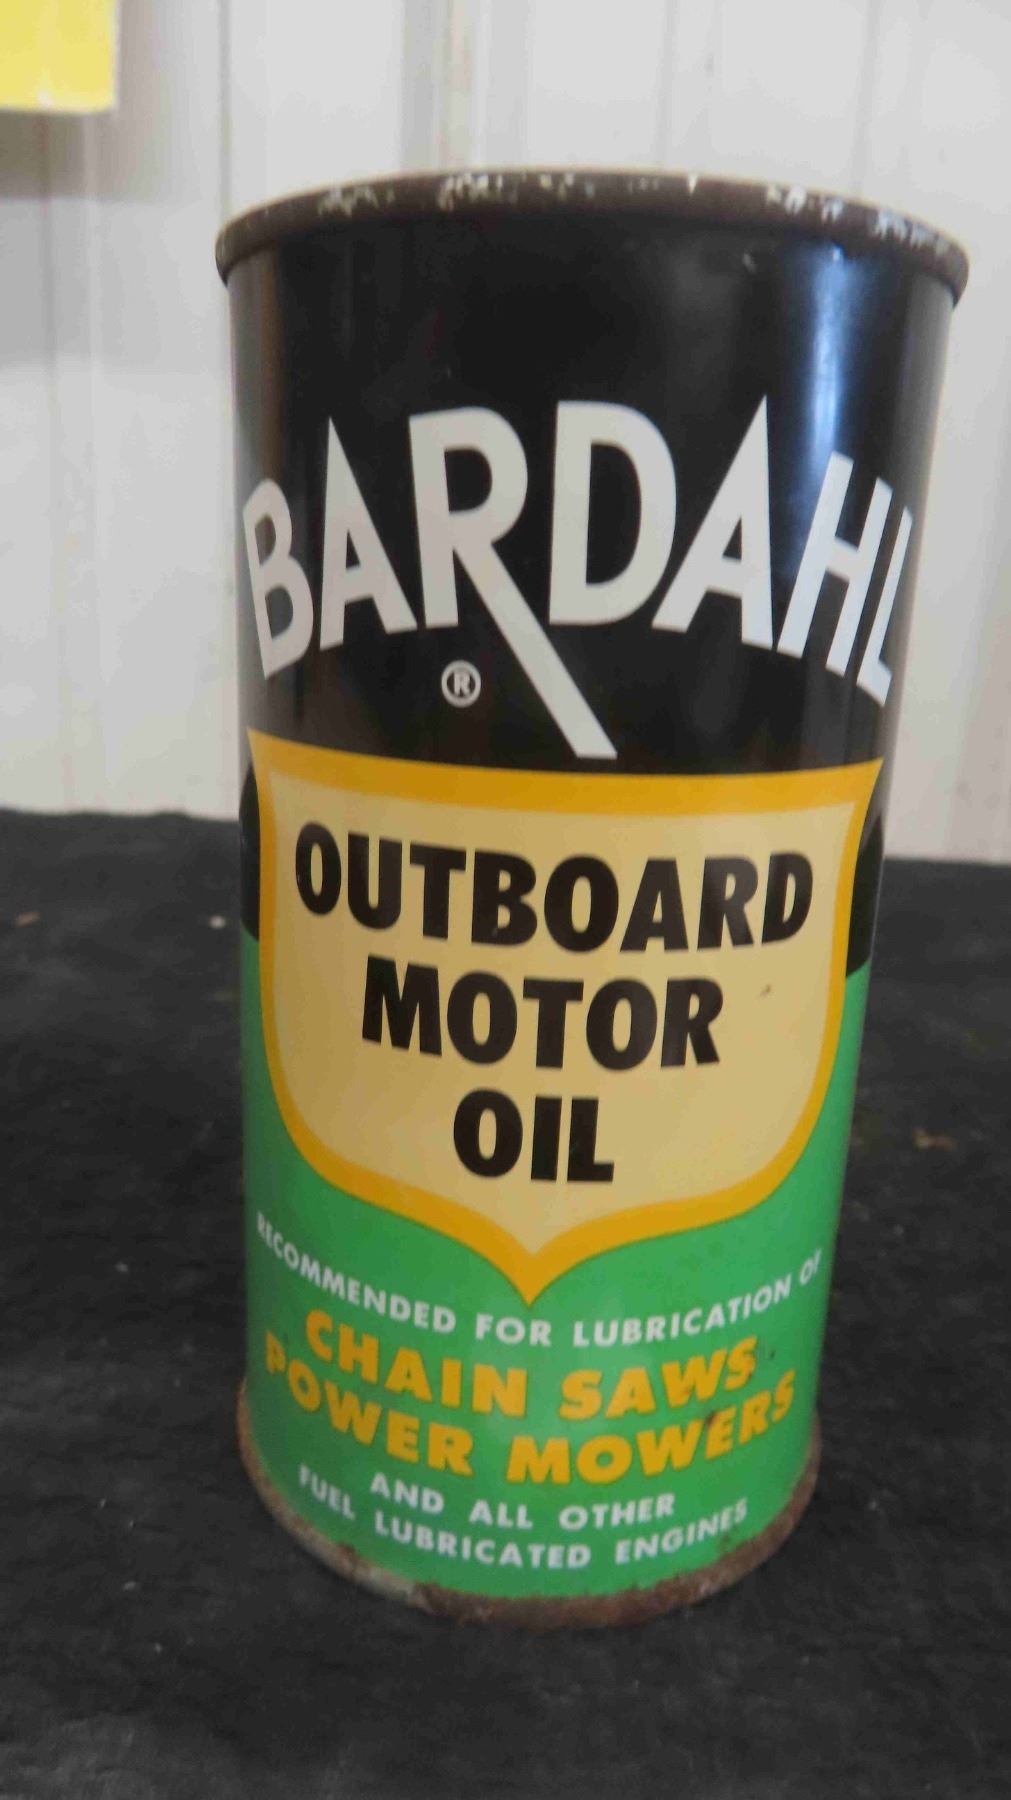 BARDAHL
®
OUTBOARD
MOTOR
OIL
RECOMMENDED FOR LUBRICATION OF
CHAIN SAWS
POWER MOWERS
AND ALL OTHER
FUEL LUBRICATED ENGINES